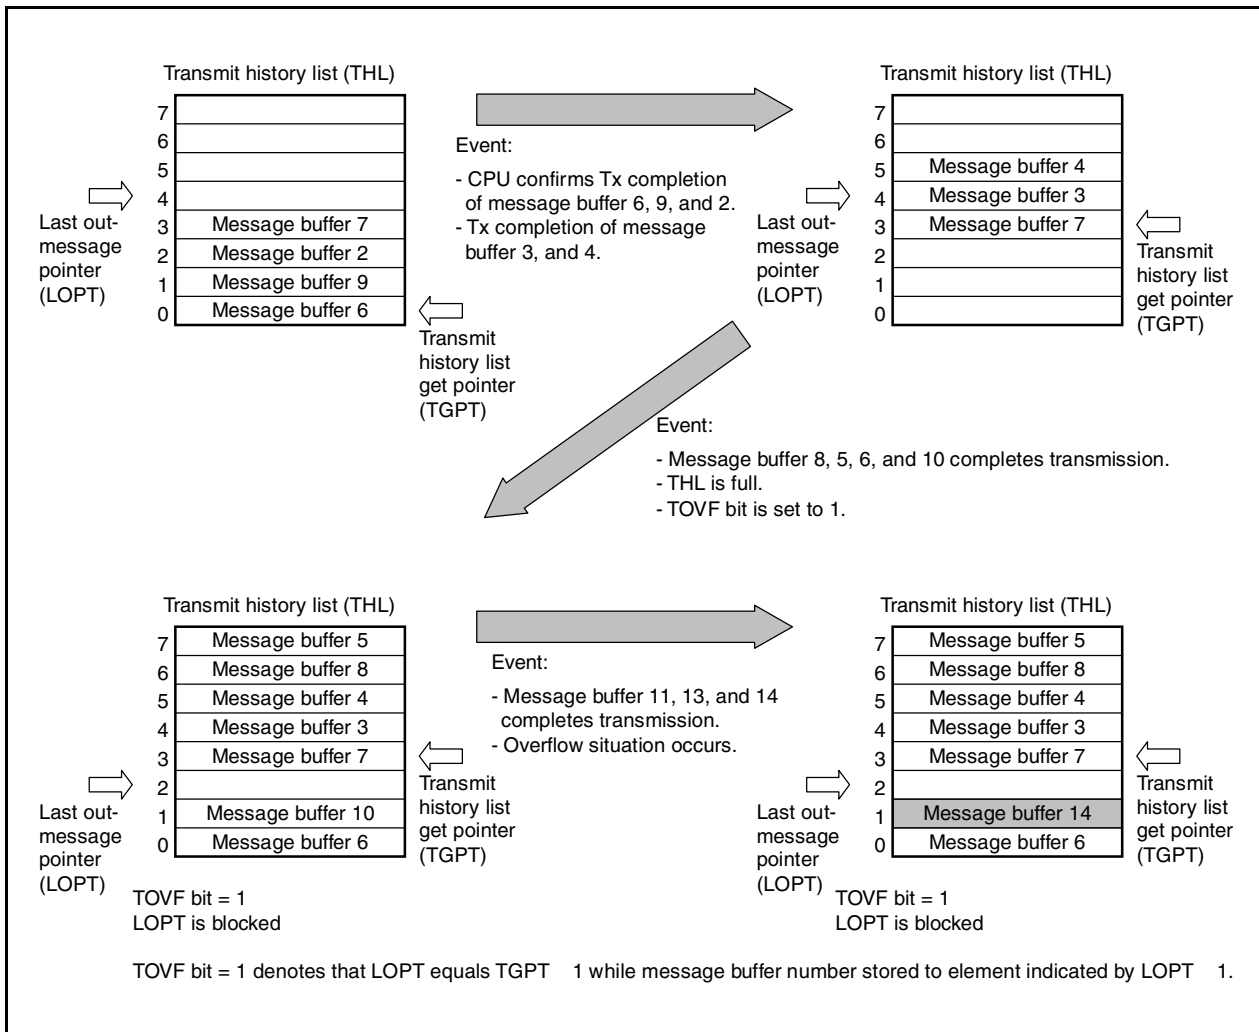 Transmit history list (THL)
7
6
5
4
3 Message buffer 7
2 Message buffer 2
1 Message buffer 9
0 Message buffer 6
Last out-
message
pointer
(LOPT)
Transmit
history list
get pointer
(TGPT)
Event:
- CPU confirms Tx completion
of message buffer 6, 9, and 2.
- Tx completion of message
buffer 3, and 4.
Transmit history list (THL)
7
6
5 Message buffer 4
4 Message buffer 3
3 Message buffer 7
2
1
0
Last out-
message
pointer
(LOPT)
Transmit
history list
get pointer
(TGPT)
Event:
- Message buffer 8, 5, 6, and 10 completes transmission.
- THL is full.
- TOVF bit is set to 1.
Transmit history list (THL)
7 Message buffer 5
6 Message buffer 8
5 Message buffer 4
4 Message buffer 3
3 Message buffer 7
2
1 Message buffer 10
0 Message buffer 6
Last out-
message
pointer
(LOPT)
Transmit
history list
get pointer
(TGPT)
TOVF bit = 1
LOPT is blocked
Event:
- Message buffer 11, 13, and 14
completes transmission.
- Overflow situation occurs.
Transmit history list (THL)
7 Message buffer 5
6 Message buffer 8
5 Message buffer 4
4 Message buffer 3
3 Message buffer 7
2
1 Message buffer 14
0 Message buffer 6
Last out-
message
pointer
(LOPT)
Transmit
history list
get pointer
(TGPT)
TOVF bit = 1
LOPT is blocked
TOVF bit = 1 denotes that LOPT equals TGPT 1 while message buffer number stored to element indicated by LOPT 1.